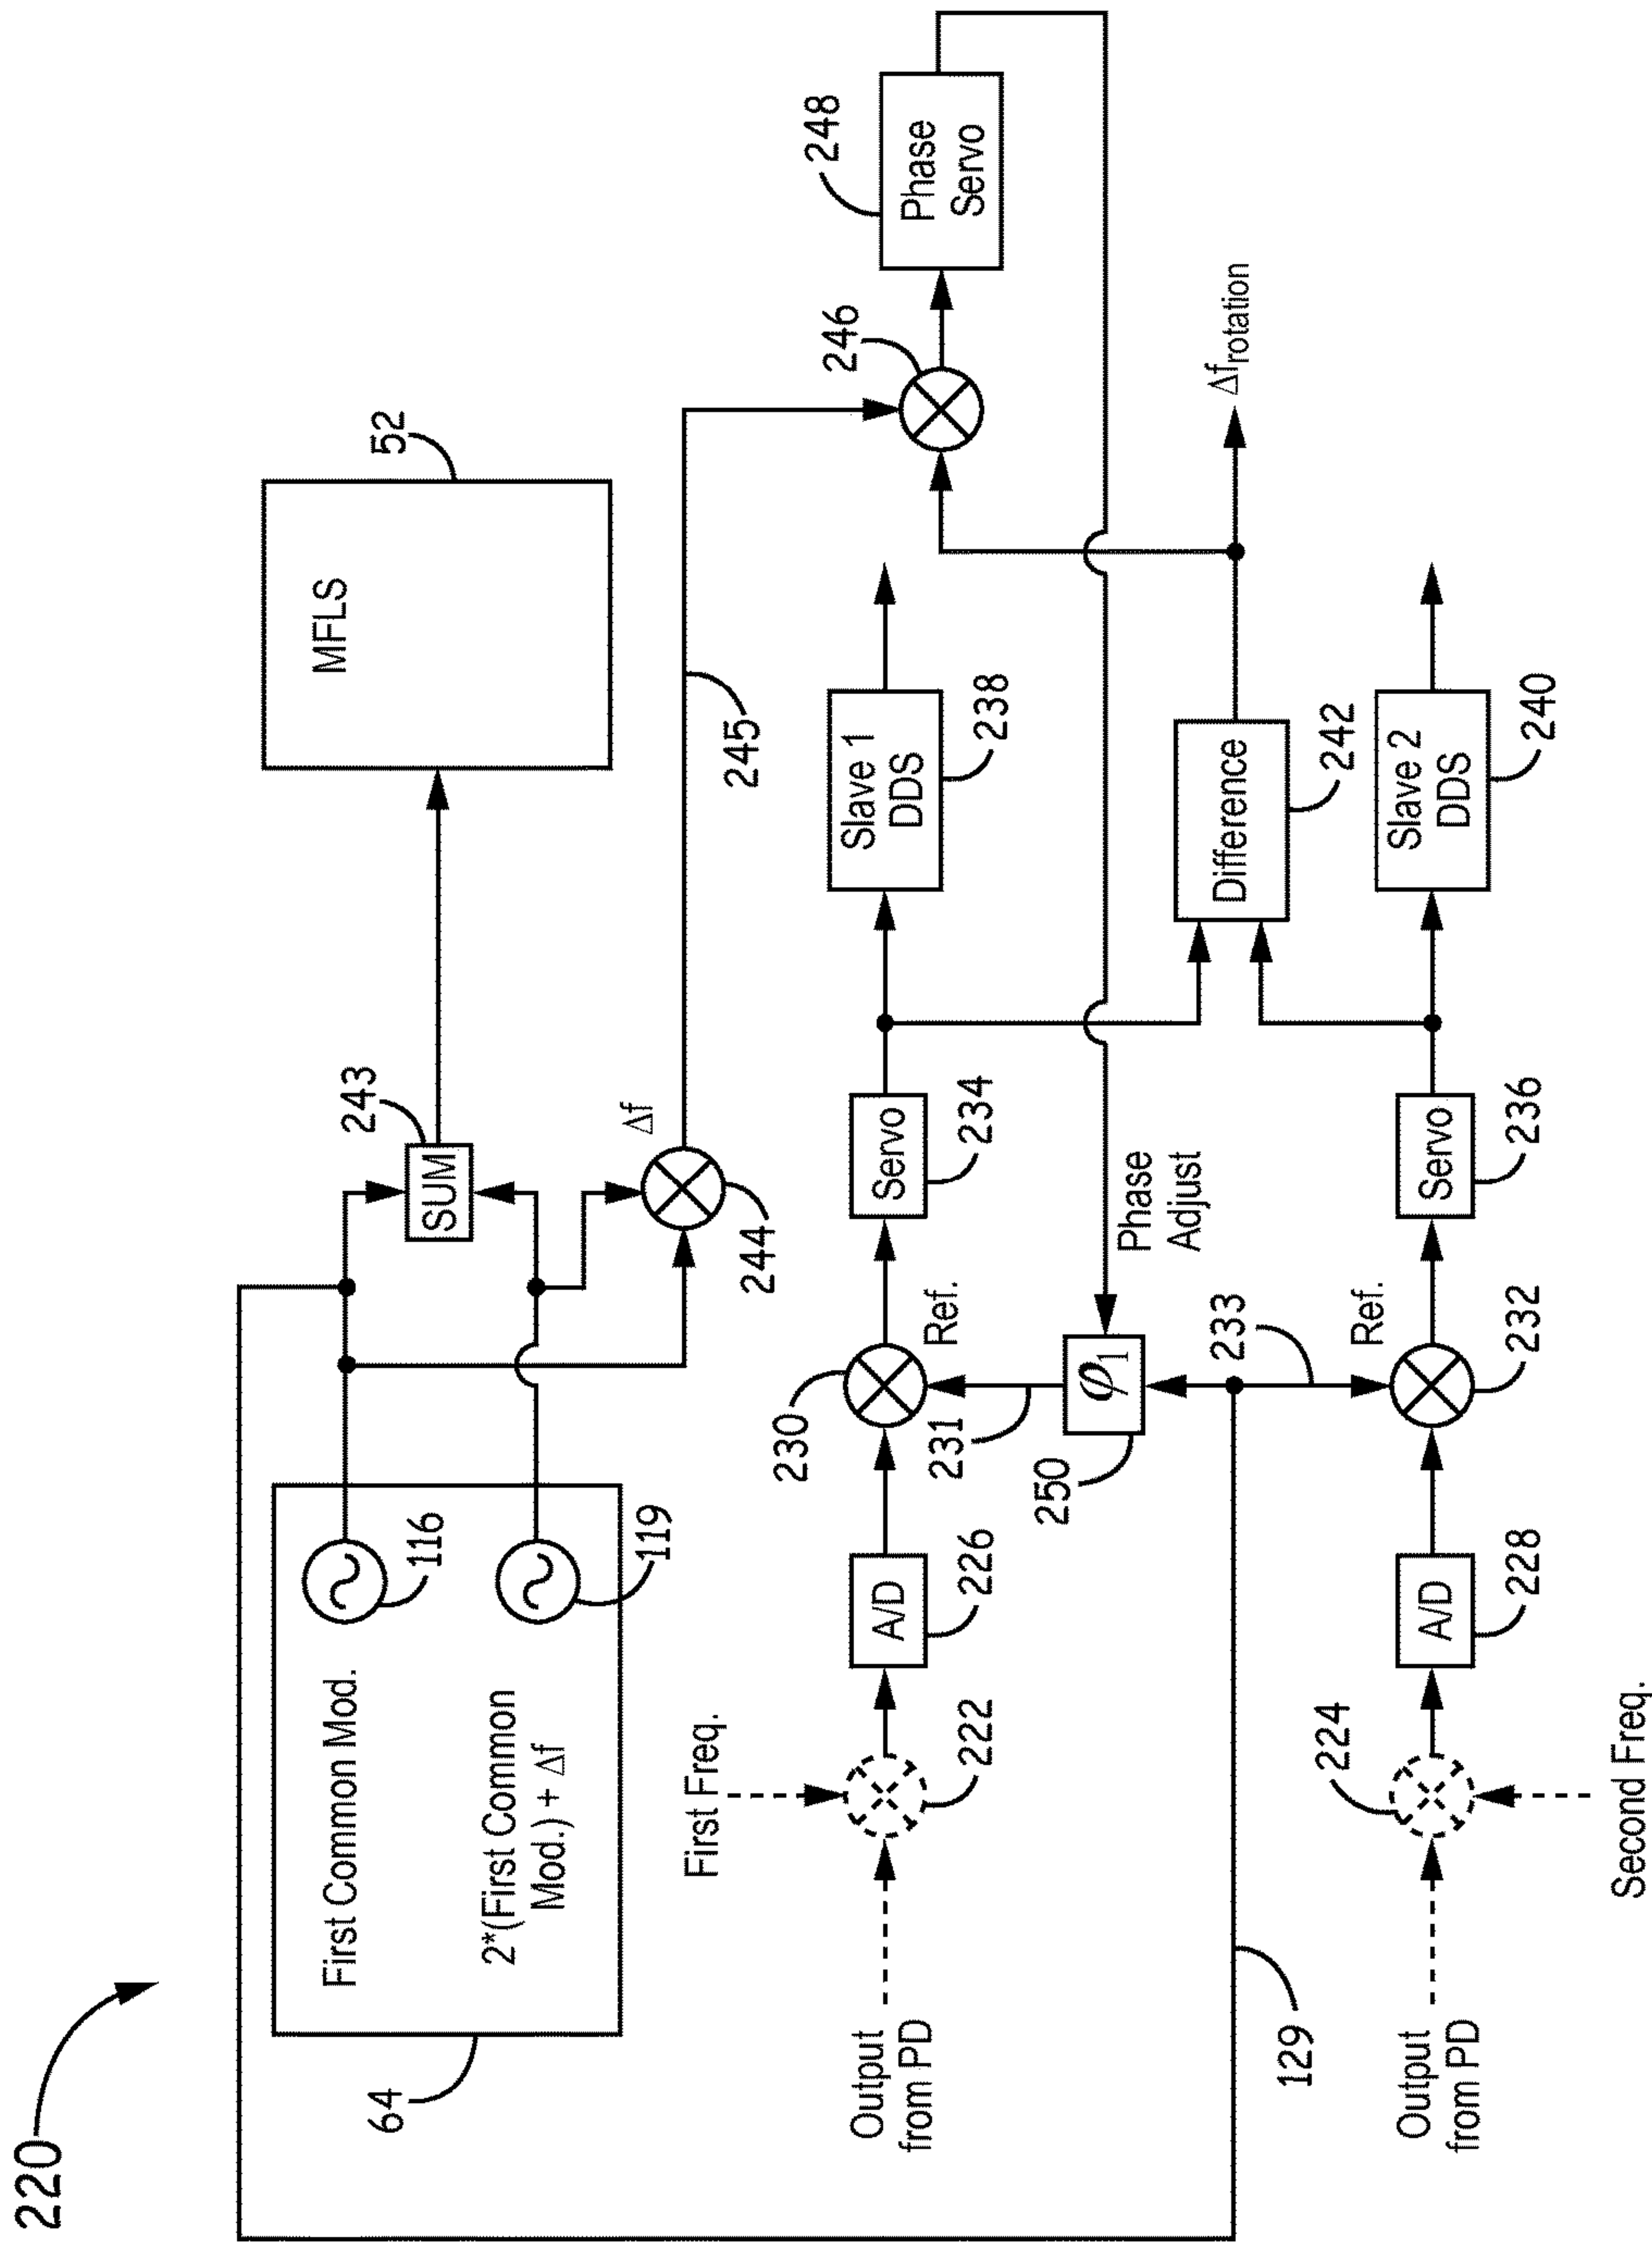 220
64
First Common Mod.
116
2*(First Common
Mod.) + Δf
119
243
SUM
MFLS
52
Δf
244
245
246
248
Phase
Servo
First Freq.
Output
from PD
222
A/D
226
230
Ref.
231
Servo
234
Slave 1
DDS
238
φ1
250
Phase
Adjust
129
233
Difference
242
Δfrotation
Output
from PD
224
Second Freq.
A/D
228
Ref.
232
Servo
236
Slave 2
DDS
240